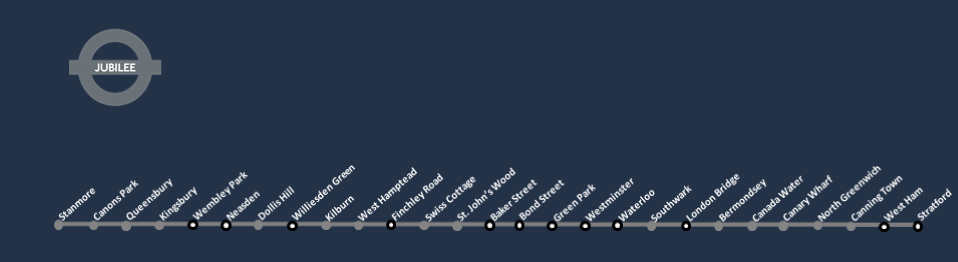 JUBILEE
Stanmore
Canons Park
Queensbury
Kingsbury
Wembley Park
Neasden
Dollis Hill
Williesden Green
Kilburn
West Hamptead
Finchley Road
Swiss Cottage
St. John's Wood
Baker Street
Bond Street
Green Park
Westminster
Waterloo
Southwark
London Bridge
Bermondsey
Canada Water
Canary Wharf
North Greenwich
Canning Town
West Ham
Stratford